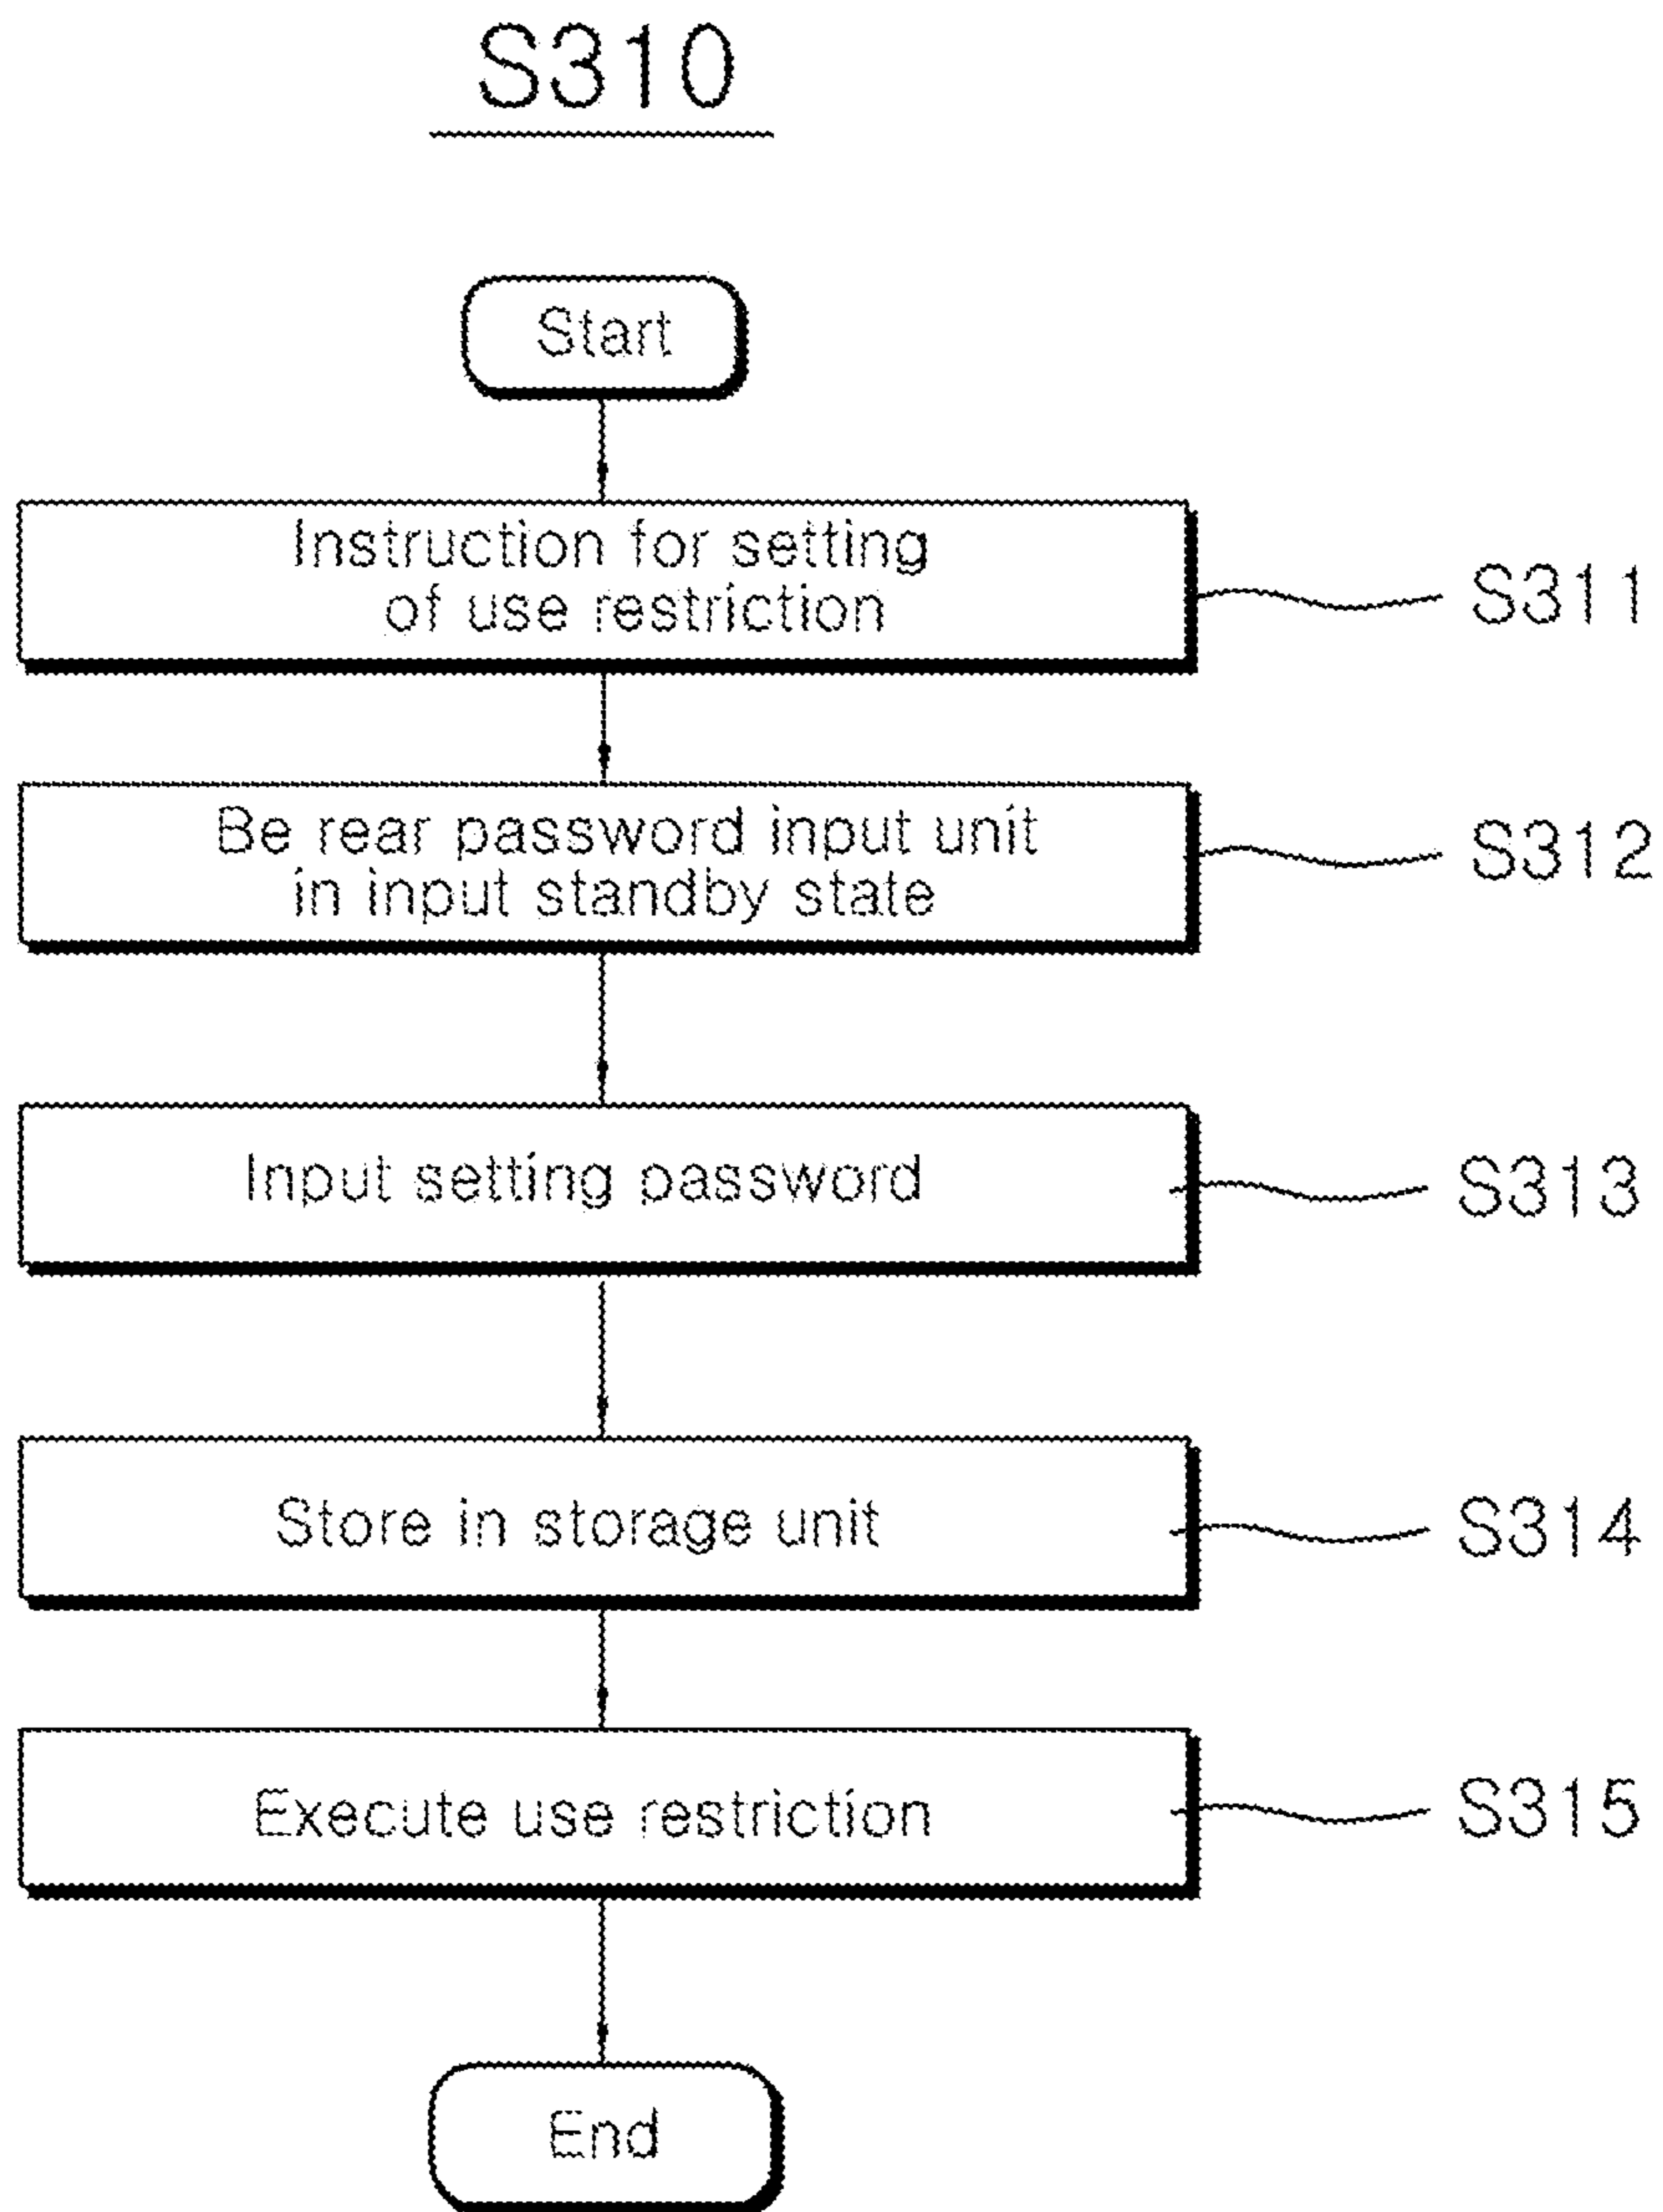 S310
Start
Instruction for setting
of use restriction
S311
Be rear password input unit
in input standby state
S312
Input setting password
S313
Store in storage unit
S314
Execute use restriction
S315
End